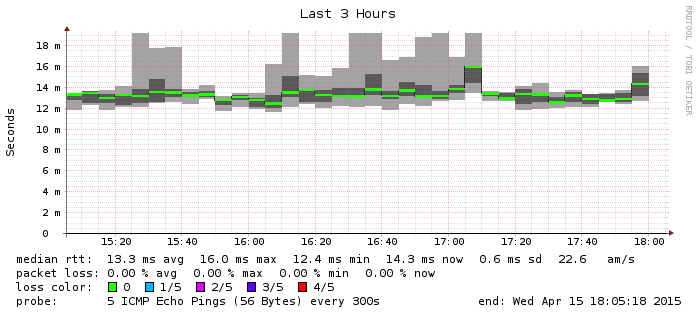 Last 3 Hours
RRDTOOL / TOBI OETIKER
Seconds
18 m
16 m
14 m
12 m
10 m
8 m
6 m
4 m
2 m
0
15:20 15:40 16:00 16:20 16:40 17:00 17:20 17:40 18:00
median rtt: 13.3 ms avg 16.0 ms max 12.4 ms min 14.3 ms now 0.6 ms sd 22.6 am/s
packet loss: 0.00 % avg 0.00 % max 0.00 % min 0.00 % now
loss color: 0 1/5 2/5 3/5 4/5
probe: 5 ICMP Echo Pings (56 Bytes) every 300s end: Wed Apr 15 18:05:18 2015